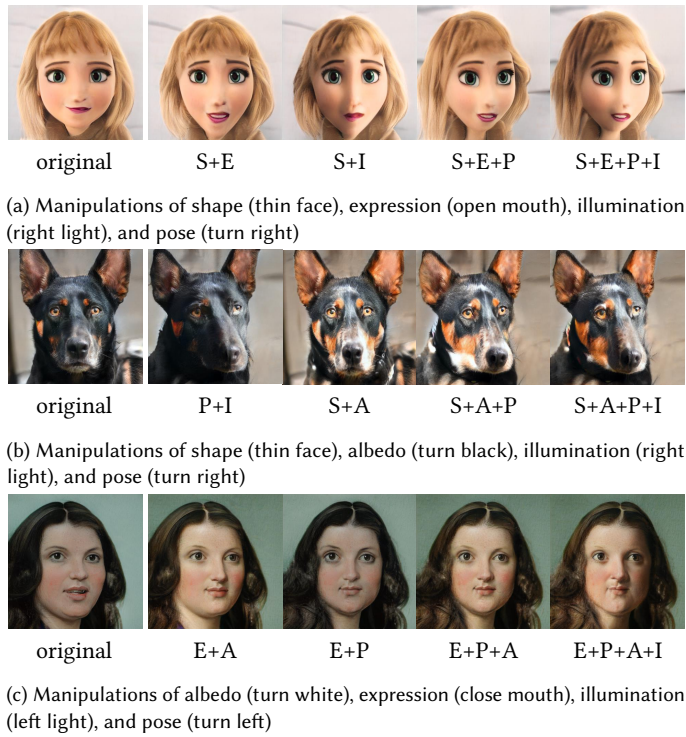 original S+E S+I S+E+P S+E+P+I
(a) Manipulations of shape (thin face), expression (open mouth), illumination
(right light), and pose (turn right)
original P+I S+A S+A+P S+A+P+I
(b) Manipulations of shape (thin face), albedo (turn black), illumination (right
light), and pose (turn right)
original E+A E+P E+P+A E+P+A+I
(c) Manipulations of albedo (turn white), expression (close mouth), illumination
(left light), and pose (turn left)